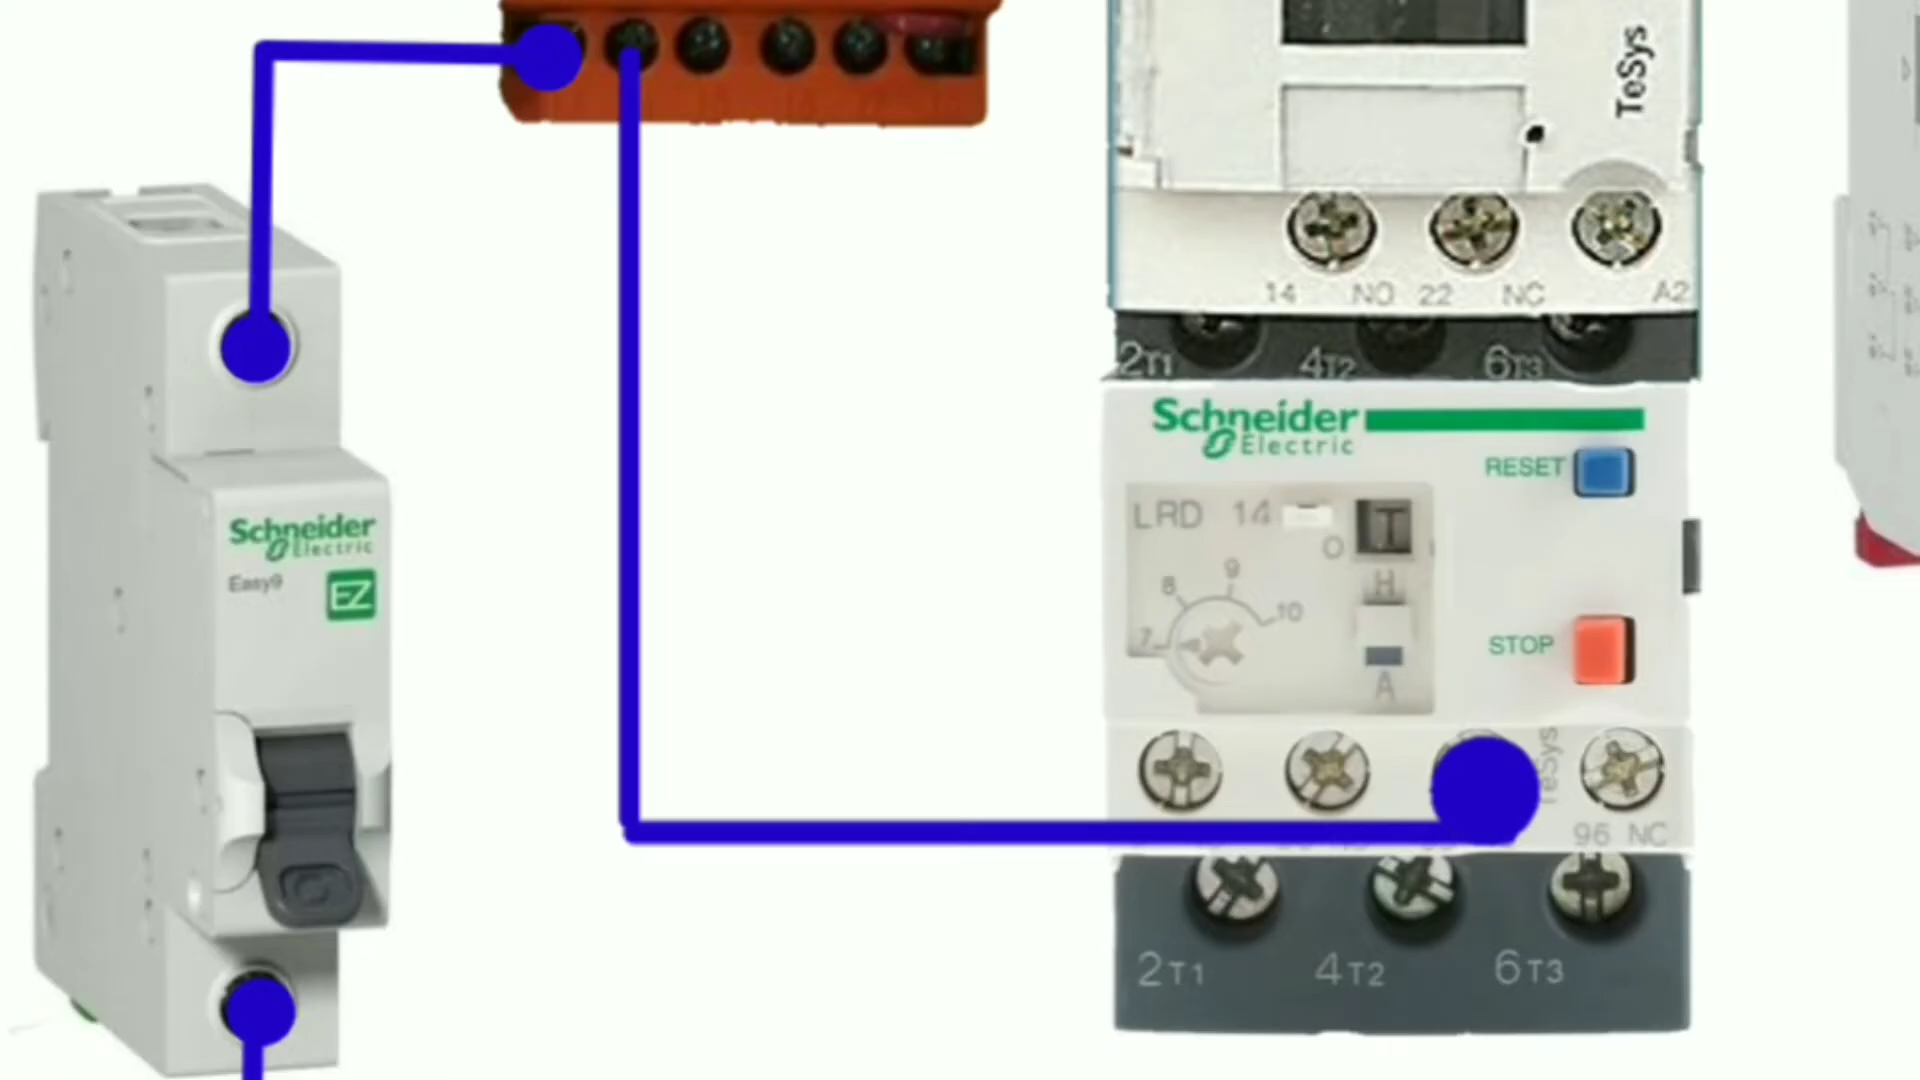 TeSys
14 NO 22 NC A2
2T1 4T2 6T3
Schneider
Electric
RESET
LRD 14
O
H
7 8 9 10
STOP
A
TeSys
96 NC
2T1 4T2 6T3
Schneider
Electric
Easy9
EZ